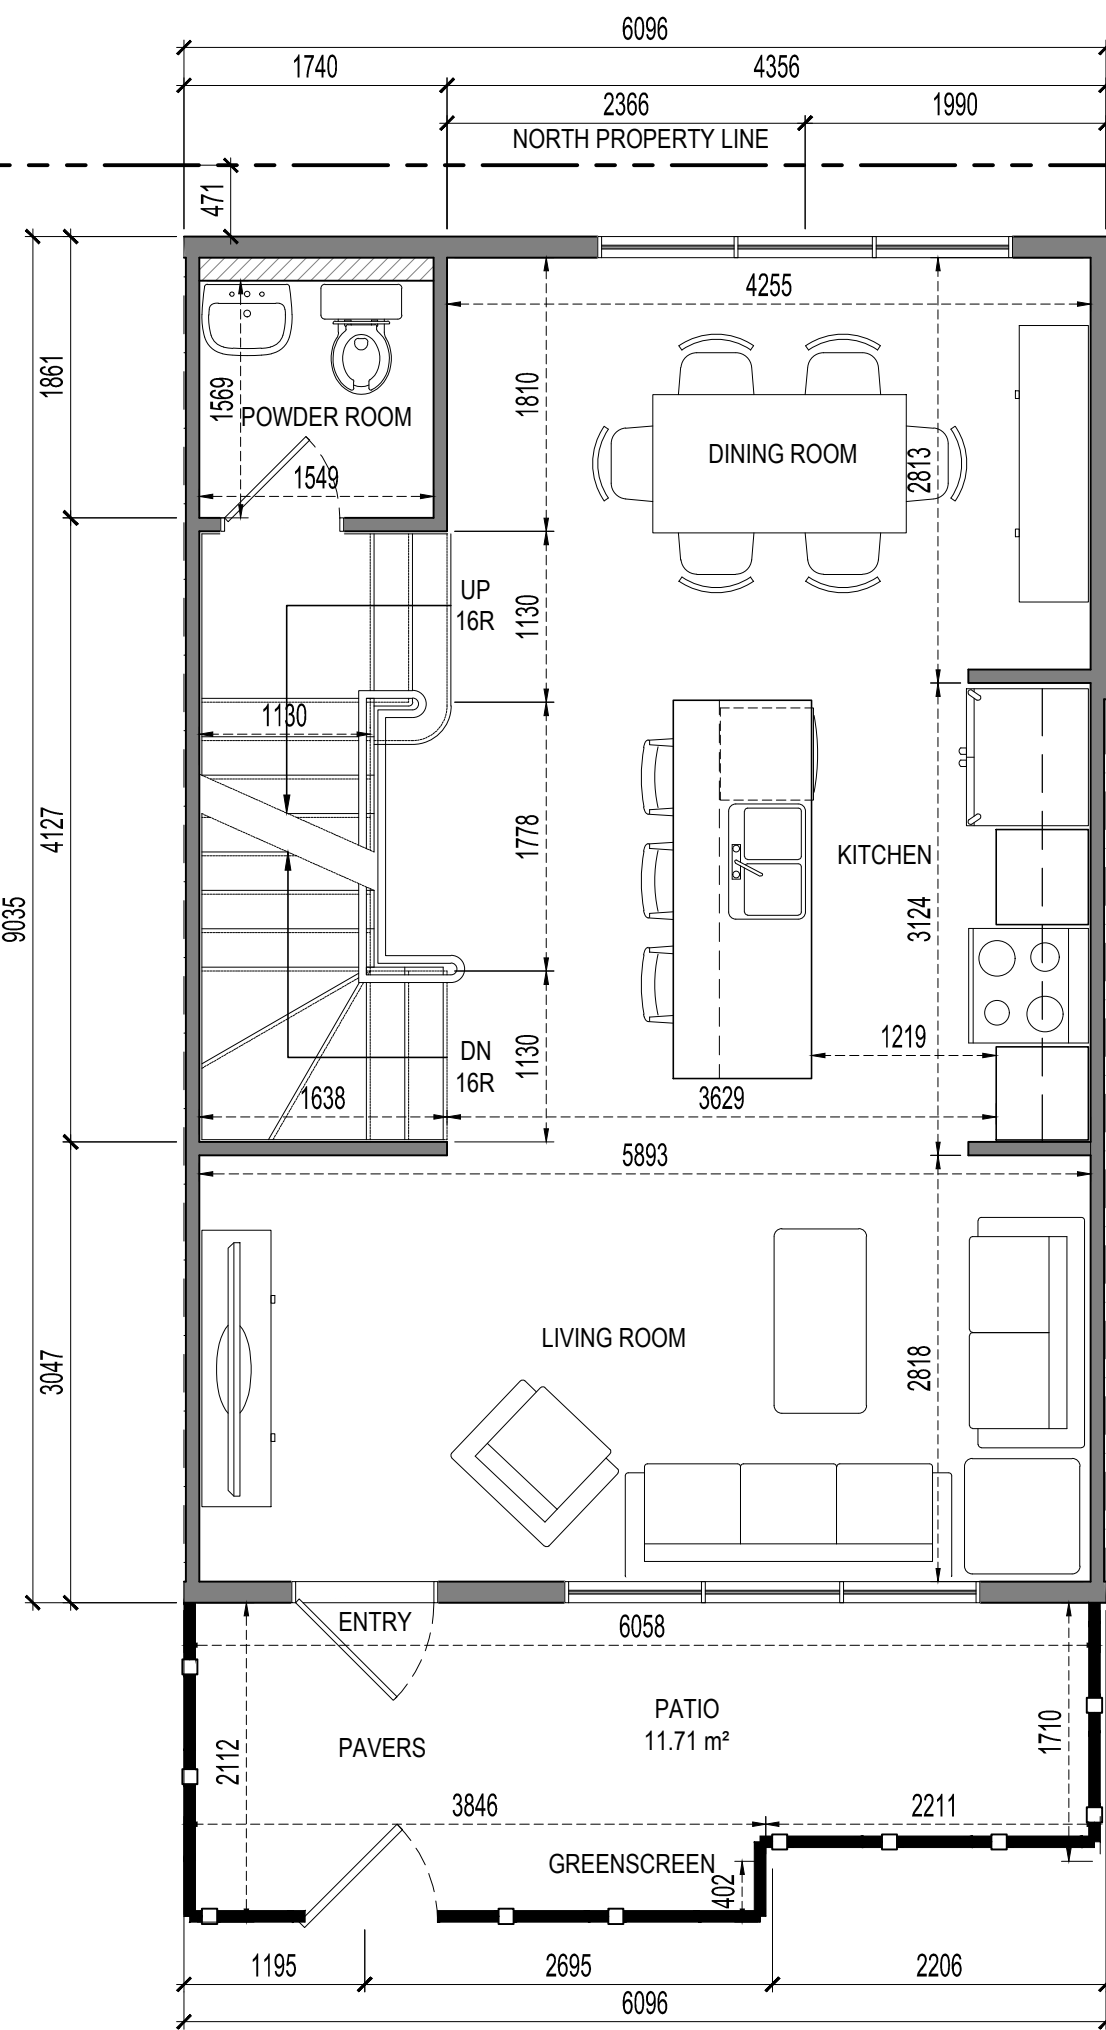 6096
1740
4356
2366
1990
NORTH PROPERTY LINE
471
4255
1861
1569
1810
POWDER ROOM
DINING ROOM
2813
1549
UP
16R
1130
1130
4127
1778
KITCHEN
9035
3124
1219
DN
16R
1130
1638
3629
5893
LIVING ROOM
3047
2818
ENTRY
6058
PATIO
11.71 m²
PAVERS
2112
1710
3846
2211
GREENSCREEN
402
1195
2695
2206
6096